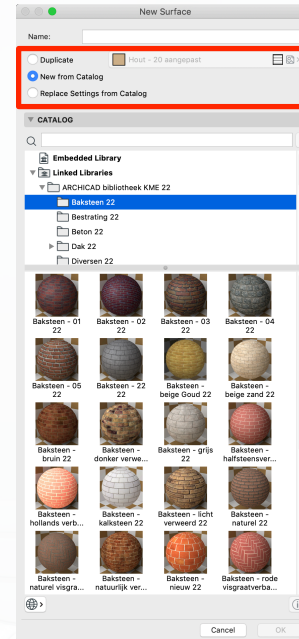 New Surface
Name:
Duplicate
Hout - 20 aangepast
New from Catalog
Replace Settings from Catalog
CATALOG
Embedded Library
Linked Libraries
ARCHICAD bibliotheek KME 22
Baksteen 22
Bestrating 22
Beton 22
Dak 22
Diversen 22
Baksteen - 01 22
Baksteen - 02 22
Baksteen - 03 22
Baksteen - 04 22
Baksteen - 05 22
Baksteen - 22 22
Baksteen - beige Goud 22
Baksteen - beige zand 22
Baksteen - bruin 22
Baksteen - donker verwe...
Baksteen - grijs 22
Baksteen - halfsteensver...
Baksteen - hollands verb...
Baksteen - kalksteen 22
Baksteen - licht verweerd 22
Baksteen - naturel 22
Baksteen - naturel visgra...
Baksteen - natuurlijk ver...
Baksteen - nieuw 22
Baksteen - rode visgraatverba...
Cancel
OK